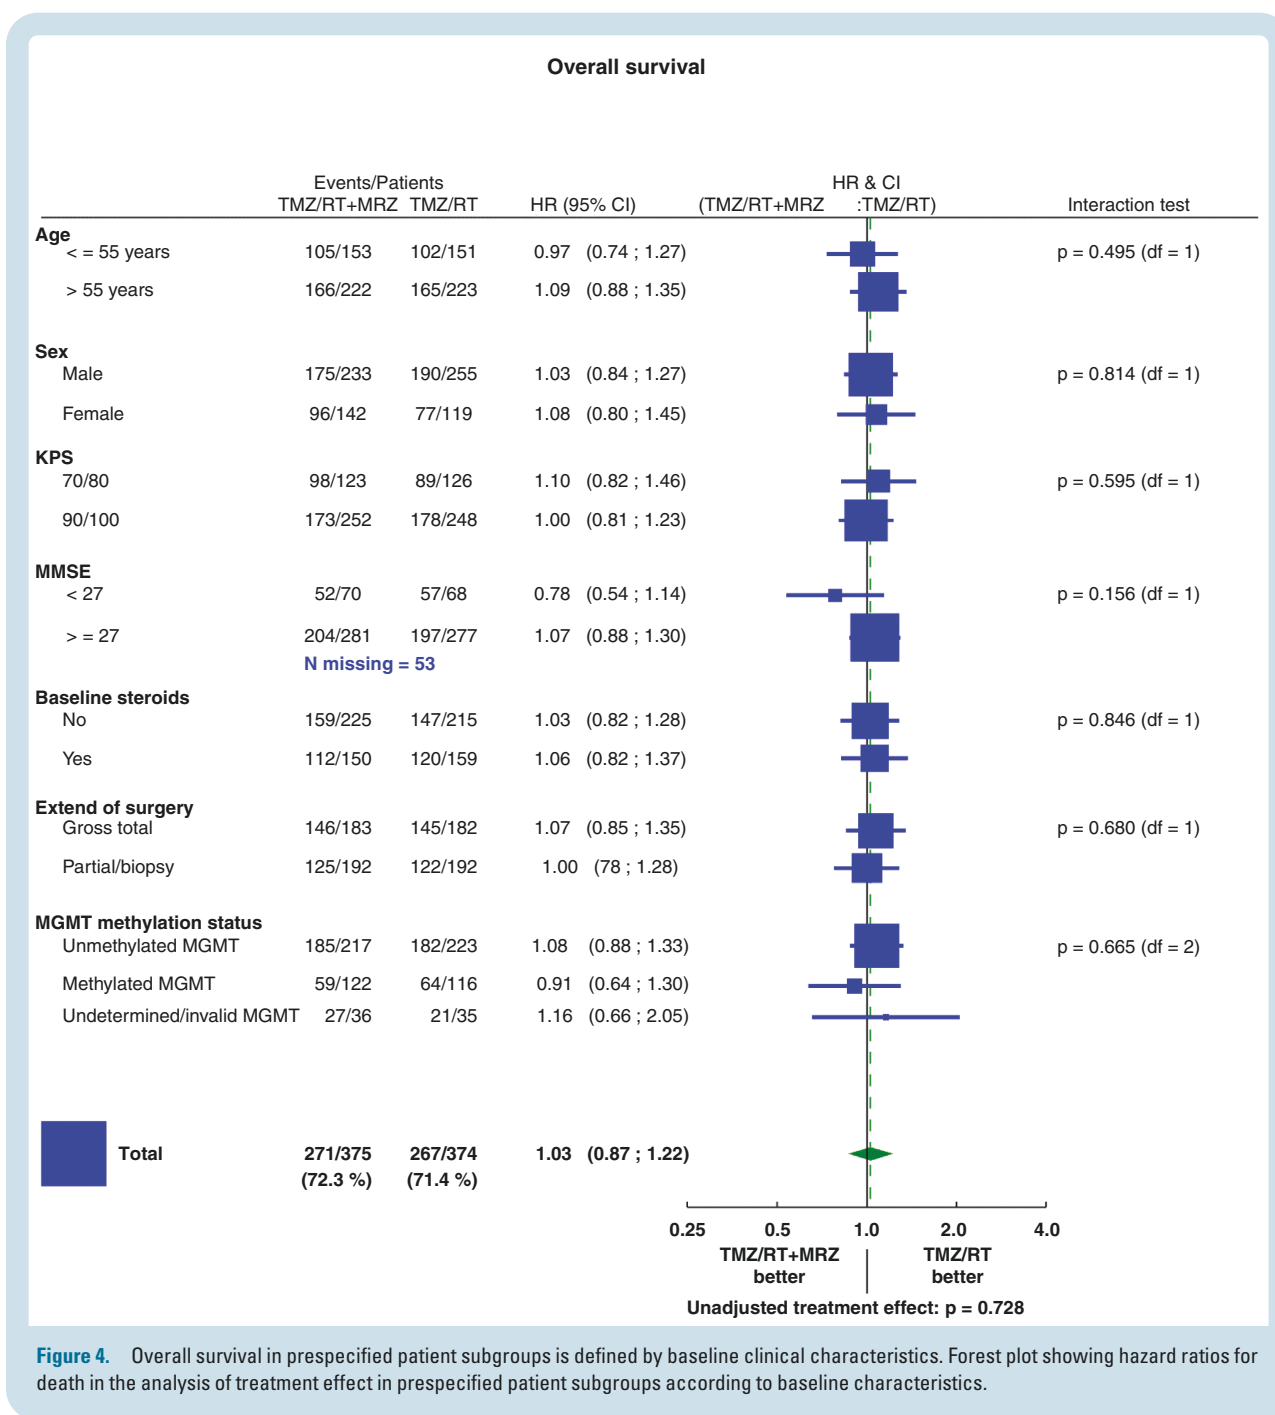 Overall survival
Events/Patients HR & CI
TMZ/RT+MRZ TMZ/RT HR (95% CI) (TMZ/RT+MRZ :TMZ/RT) Interaction test
Age
< = 55 years 105/153 102/151 0.97 (0.74 ; 1.27) p = 0.495 (df = 1)
> 55 years 166/222 165/223 1.09 (0.88 ; 1.35)
Sex
Male 175/233 190/255 1.03 (0.84 ; 1.27) p = 0.814 (df = 1)
Female 96/142 77/119 1.08 (0.80 ; 1.45)
KPS
70/80 98/123 89/126 1.10 (0.82 ; 1.46) p = 0.595 (df = 1)
90/100 173/252 178/248 1.00 (0.81 ; 1.23)
MMSE
< 27 52/70 57/68 0.78 (0.54 ; 1.14) p = 0.156 (df = 1)
> = 27 204/281 197/277 1.07 (0.88 ; 1.30)
N missing = 53
Baseline steroids
No 159/225 147/215 1.03 (0.82 ; 1.28) p = 0.846 (df = 1)
Yes 112/150 120/159 1.06 (0.82 ; 1.37)
Extend of surgery
Gross total 146/183 145/182 1.07 (0.85 ; 1.35) p = 0.680 (df = 1)
Partial/biopsy 125/192 122/192 1.00 (78 ; 1.28)
MGMT methylation status
Unmethylated MGMT 185/217 182/223 1.08 (0.88 ; 1.33) p = 0.665 (df = 2)
Methylated MGMT 59/122 64/116 0.91 (0.64 ; 1.30)
Undetermined/invalid MGMT 27/36 21/35 1.16 (0.66 ; 2.05)
Total 271/375 267/374 1.03 (0.87 ; 1.22)
(72.3 %) (71.4 %)
0.25 0.5 1.0 2.0 4.0
TMZ/RT+MRZ TMZ/RT
better better
Unadjusted treatment effect: p = 0.728
Figure 4. Overall survival in prespecified patient subgroups is defined by baseline clinical characteristics. Forest plot showing hazard ratios for
death in the analysis of treatment effect in prespecified patient subgroups according to baseline characteristics.